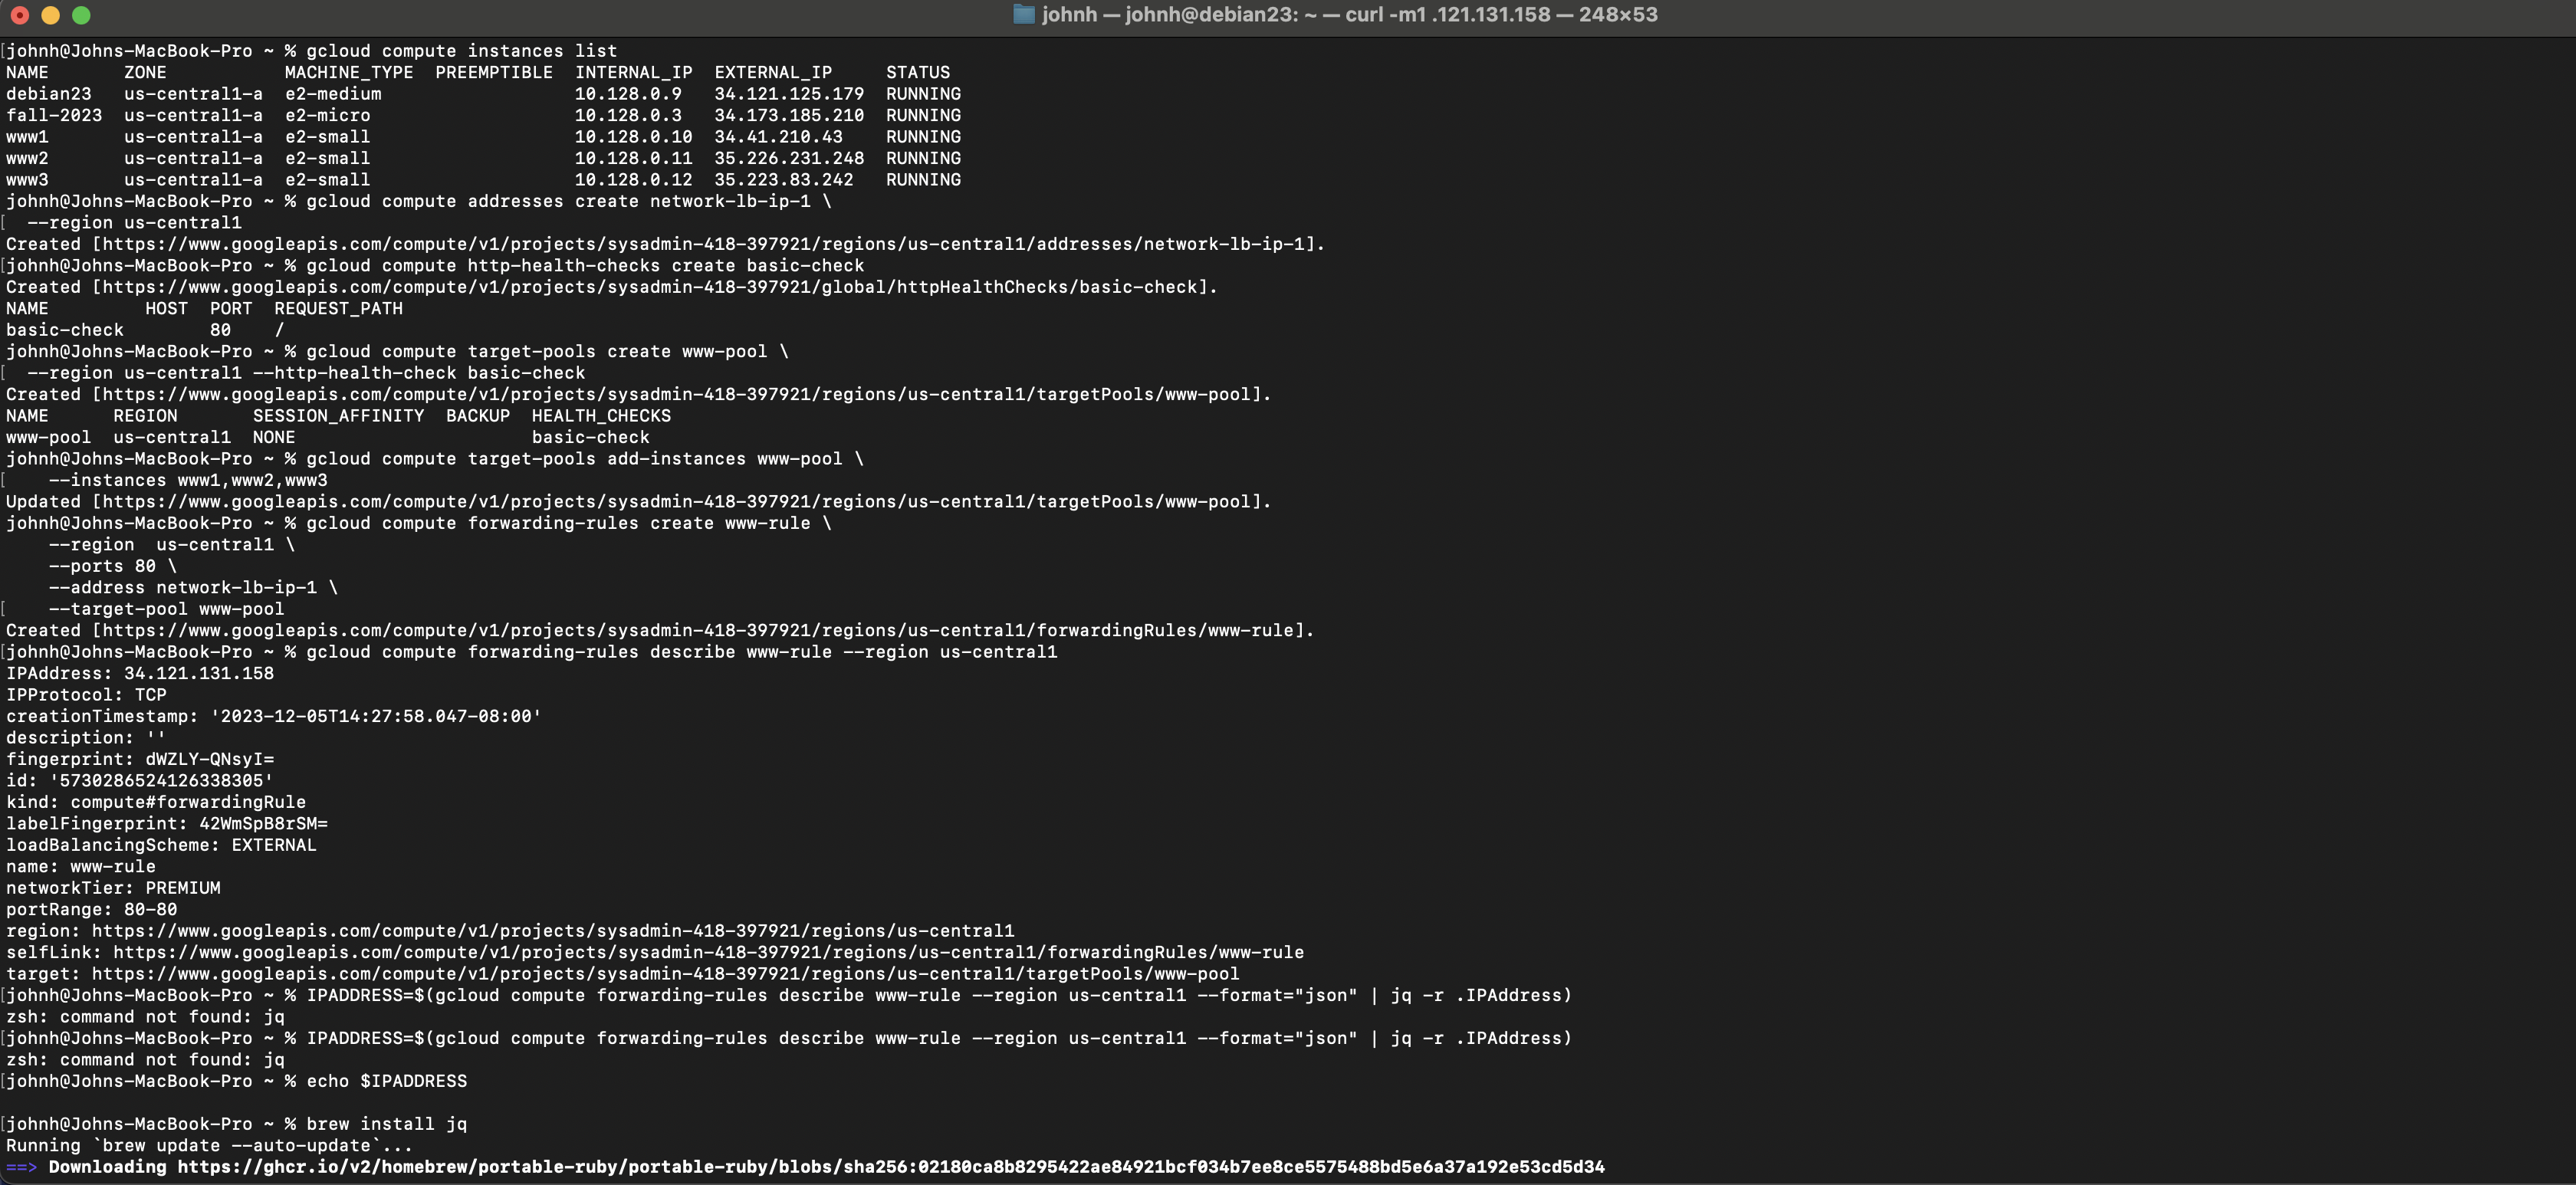 johnh — johnh@debian23: ~ — curl -m1 .121.131.158 — 248×53
[johnh@Johns-MacBook-Pro ~ % gcloud compute instances list
NAME       ZONE           MACHINE_TYPE  PREEMPTIBLE  INTERNAL_IP  EXTERNAL_IP     STATUS
debian23   us-central1-a  e2-medium                  10.128.0.9   34.121.125.179  RUNNING
fall-2023  us-central1-a  e2-micro                   10.128.0.3   34.173.185.210  RUNNING
www1       us-central1-a  e2-small                   10.128.0.10  34.41.210.43    RUNNING
www2       us-central1-a  e2-small                   10.128.0.11  35.226.231.248  RUNNING
www3       us-central1-a  e2-small                   10.128.0.12  35.223.83.242   RUNNING
johnh@Johns-MacBook-Pro ~ % gcloud compute addresses create network-lb-ip-1 \
[  --region us-central1
Created [https://www.googleapis.com/compute/v1/projects/sysadmin-418-397921/regions/us-central1/addresses/network-lb-ip-1].
[johnh@Johns-MacBook-Pro ~ % gcloud compute http-health-checks create basic-check
Created [https://www.googleapis.com/compute/v1/projects/sysadmin-418-397921/global/httpHealthChecks/basic-check].
NAME         HOST  PORT  REQUEST_PATH
basic-check        80    /
johnh@Johns-MacBook-Pro ~ % gcloud compute target-pools create www-pool \
[  --region us-central1 --http-health-check basic-check
Created [https://www.googleapis.com/compute/v1/projects/sysadmin-418-397921/regions/us-central1/targetPools/www-pool].
NAME      REGION       SESSION_AFFINITY  BACKUP  HEALTH_CHECKS
www-pool  us-central1  NONE                      basic-check
johnh@Johns-MacBook-Pro ~ % gcloud compute target-pools add-instances www-pool \
[    --instances www1,www2,www3
Updated [https://www.googleapis.com/compute/v1/projects/sysadmin-418-397921/regions/us-central1/targetPools/www-pool].
johnh@Johns-MacBook-Pro ~ % gcloud compute forwarding-rules create www-rule \
    --region  us-central1 \
    --ports 80 \
    --address network-lb-ip-1 \
[    --target-pool www-pool
Created [https://www.googleapis.com/compute/v1/projects/sysadmin-418-397921/regions/us-central1/forwardingRules/www-rule].
[johnh@Johns-MacBook-Pro ~ % gcloud compute forwarding-rules describe www-rule --region us-central1
IPAddress: 34.121.131.158
IPProtocol: TCP
creationTimestamp: '2023-12-05T14:27:58.047-08:00'
description: ''
fingerprint: dWZLY-QNsyI=
id: '5730286524126338305'
kind: compute#forwardingRule
labelFingerprint: 42WmSpB8rSM=
loadBalancingScheme: EXTERNAL
name: www-rule
networkTier: PREMIUM
portRange: 80-80
region: https://www.googleapis.com/compute/v1/projects/sysadmin-418-397921/regions/us-central1
selfLink: https://www.googleapis.com/compute/v1/projects/sysadmin-418-397921/regions/us-central1/forwardingRules/www-rule
target: https://www.googleapis.com/compute/v1/projects/sysadmin-418-397921/regions/us-central1/targetPools/www-pool
[johnh@Johns-MacBook-Pro ~ % IPADDRESS=$(gcloud compute forwarding-rules describe www-rule --region us-central1 --format="json" | jq -r .IPAddress)
zsh: command not found: jq
[johnh@Johns-MacBook-Pro ~ % IPADDRESS=$(gcloud compute forwarding-rules describe www-rule --region us-central1 --format="json" | jq -r .IPAddress)
zsh: command not found: jq
[johnh@Johns-MacBook-Pro ~ % echo $IPADDRESS

[johnh@Johns-MacBook-Pro ~ % brew install jq
Running `brew update --auto-update`...
==> Downloading https://ghcr.io/v2/homebrew/portable-ruby/portable-ruby/blobs/sha256:02180ca8b8295422ae84921bcf034b7ee8ce5575488bd5e6a37a192e53cd5d34